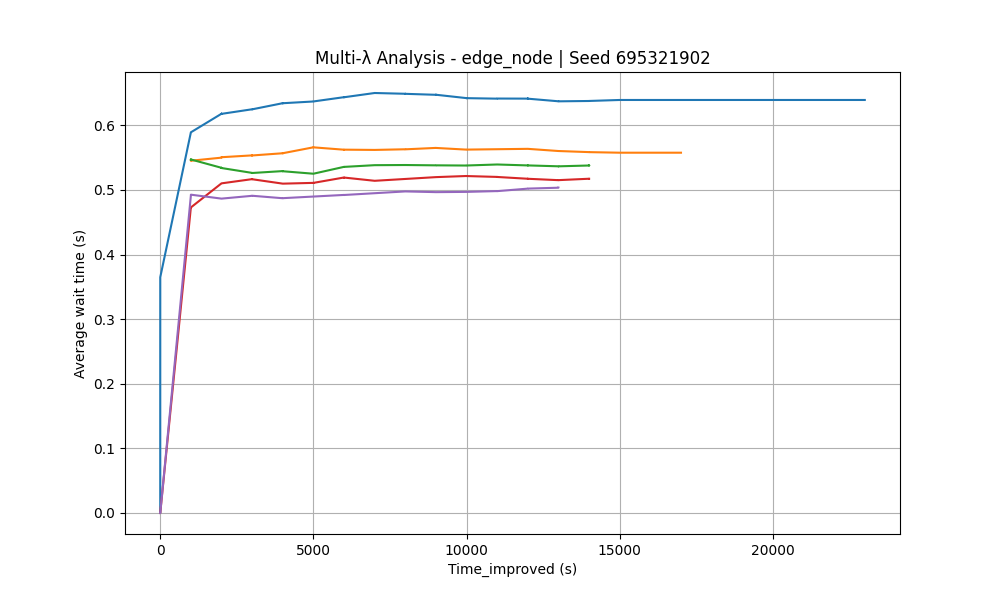 Multi-λ Analysis - edge_node | Seed 695321902
Average wait time (s)
0.6
0.5
0.4
0.3
0.2
0.1
0.0
0 5000 10000 15000 20000
Time_improved (s)